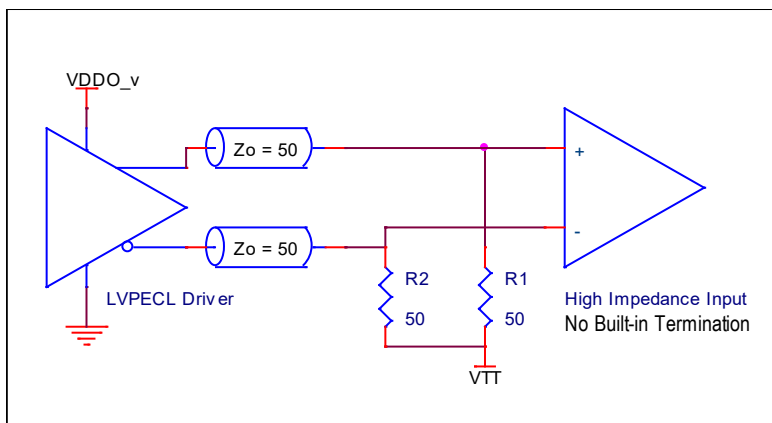 VDDO_v
Zo = 50
+
Zo = 50
-
R2
R1
50
50
LVPECL Driver
High Impedance Input
No Built-in Termination
VTT